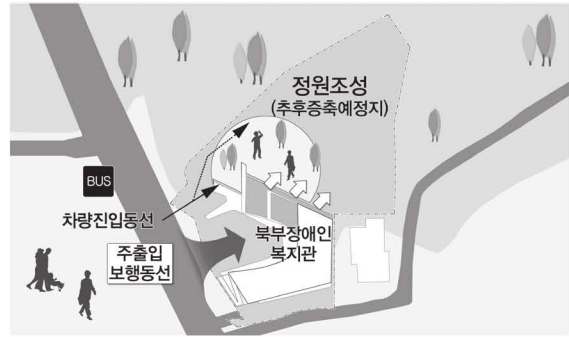 정원조성
(추후증축예정지)
BUS
차량진입동선
주출입
보행동선
북부장애인
복지관